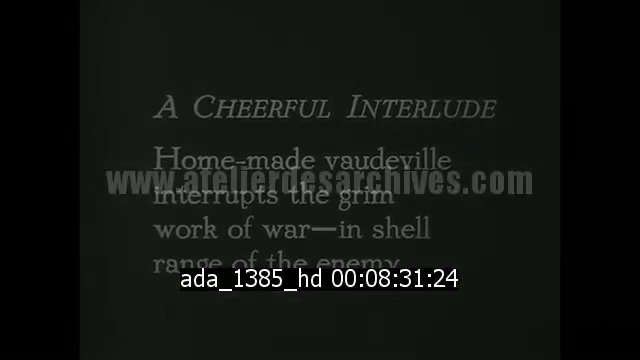 A CHEERFUL INTERLUDE
Home-made vaudeville
www.atelierdesarchives.com
interrupts the grim
work of war—in shell
range of the enemy
ada_1385_hd 00:08:31:24